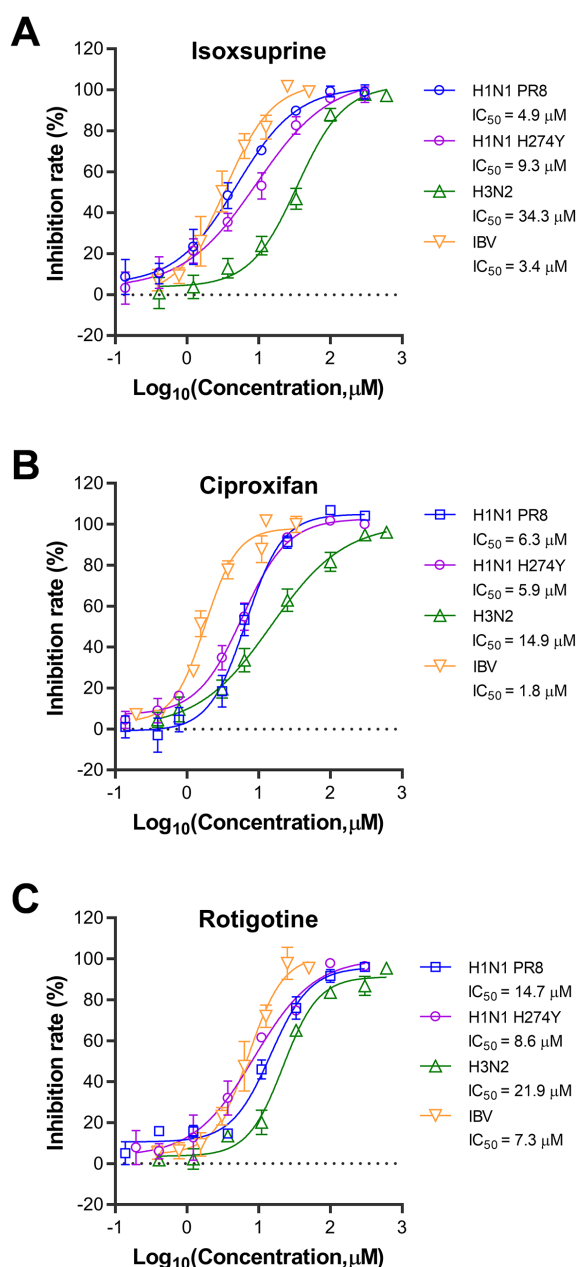 A
Isoxsuprine
120
100
80
60
40
20
0
-20
Inhibition rate (%)
-1 0 1 2 3
Log10(Concentration,μM)
H1N1 PR8
IC50 = 4.9 μM
H1N1 H274Y
IC50 = 9.3 μM
H3N2
IC50 = 34.3 μM
IBV
IC50 = 3.4 μM
B
Ciproxifan
120
100
80
60
40
20
0
-20
Inhibition rate (%)
-1 0 1 2 3
Log10(Concentration,μM)
H1N1 PR8
IC50 = 6.3 μM
H1N1 H274Y
IC50 = 5.9 μM
H3N2
IC50 = 14.9 μM
IBV
IC50 = 1.8 μM
C
Rotigotine
120
100
80
60
40
20
0
-20
Inhibition rate (%)
-1 0 1 2 3
Log10(Concentration,μM)
H1N1 PR8
IC50 = 14.7 μM
H1N1 H274Y
IC50 = 8.6 μM
H3N2
IC50 = 21.9 μM
IBV
IC50 = 7.3 μM